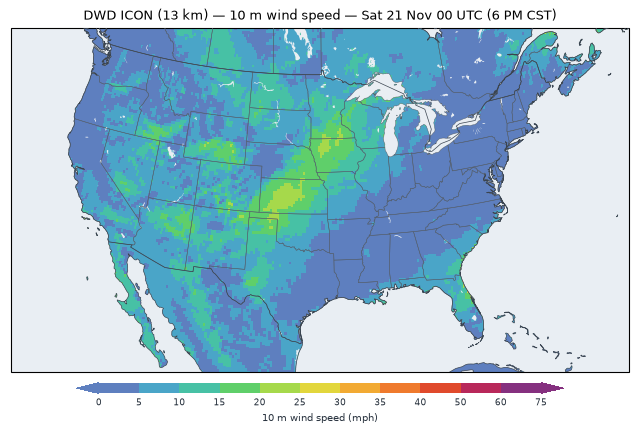 DWD ICON (13 km) — 10 m wind speed — Sat 21 Nov 00 UTC (6 PM CST)
0 5 10 15 20 25 30 35 40 50 60 75
10 m wind speed (mph)